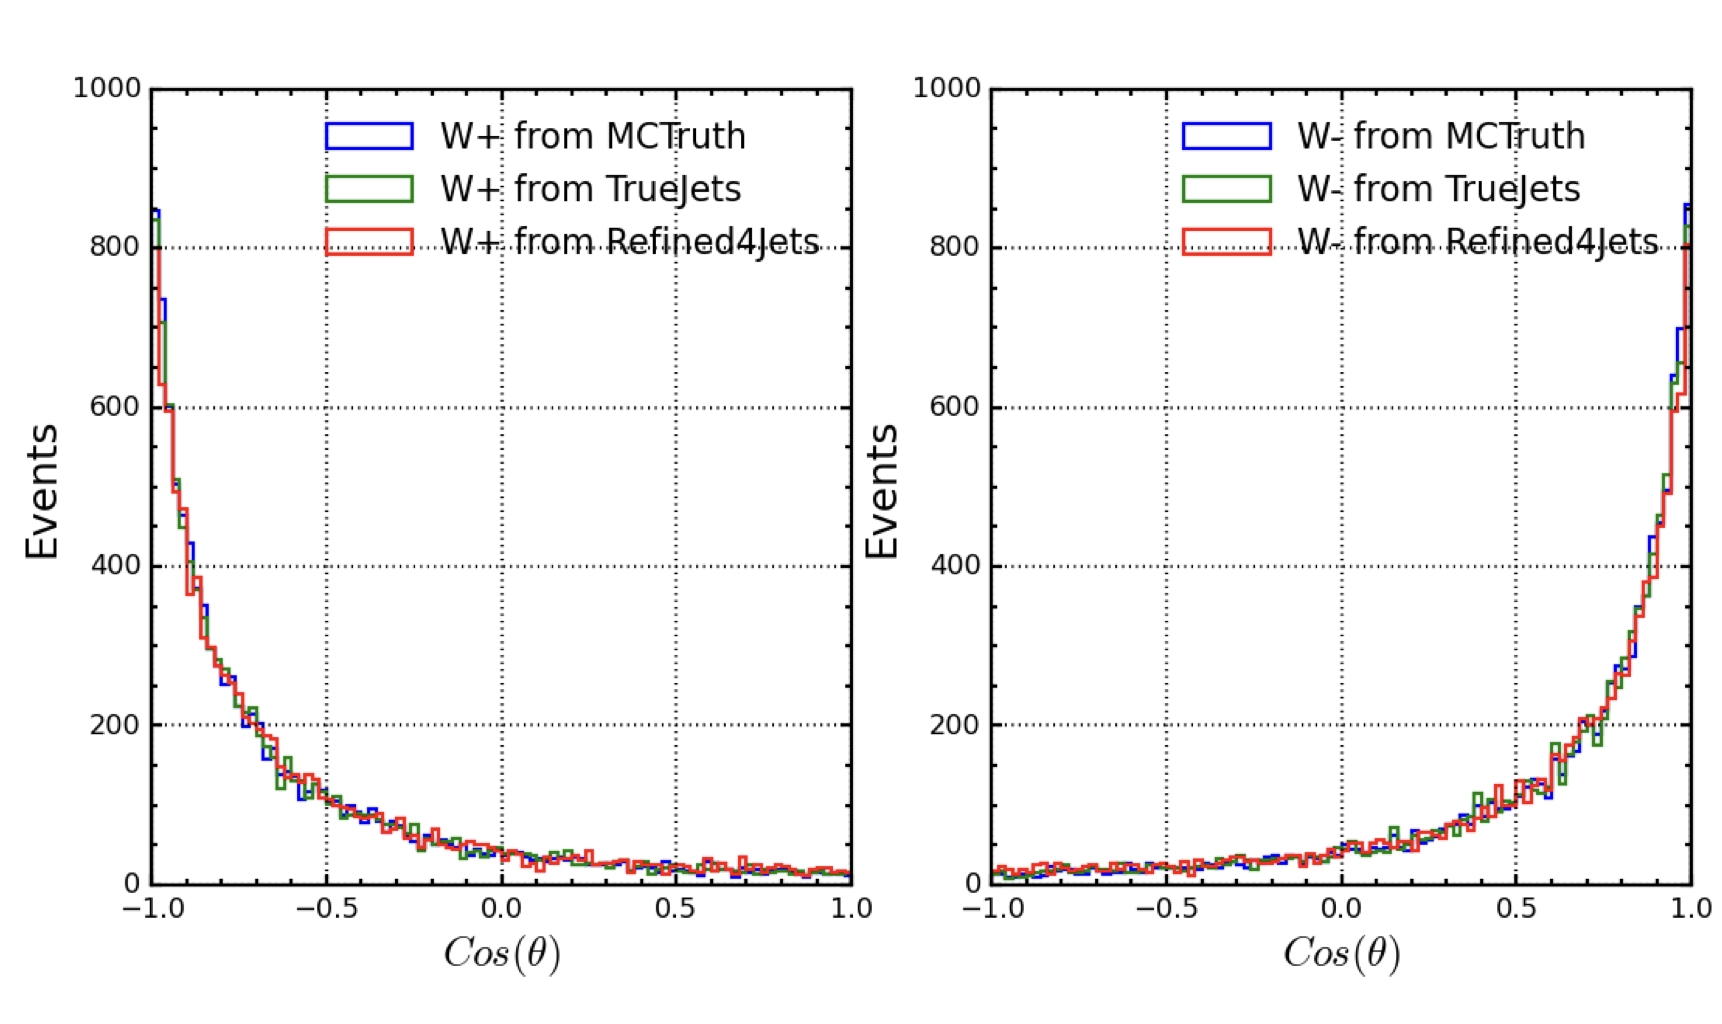 1000
800
600
400
200
0
Events
W+ from MCTruth
W+ from TrueJets
W+ from Refined4Jets
−1.0 −0.5 0.0 0.5 1.0
Cos(θ)
1000
800
600
400
200
0
Events
W- from MCTruth
W- from TrueJets
W- from Refined4Jets
−1.0 −0.5 0.0 0.5 1.0
Cos(θ)